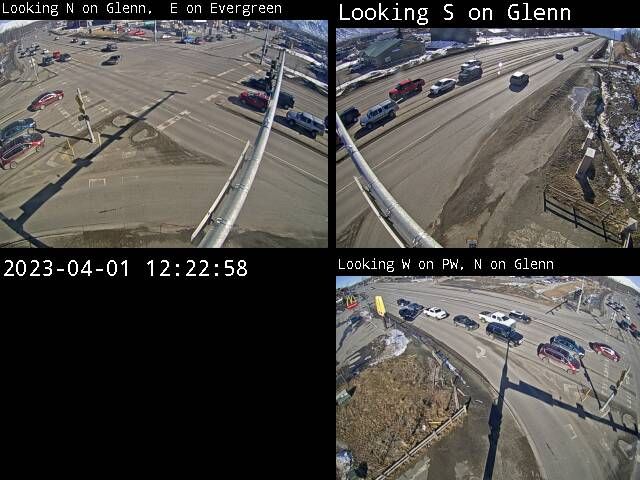 Looking N on Glenn,  E on Evergreen
Looking S on Glenn
2023-04-01 12:22:58
Looking W on PW, N on Glenn